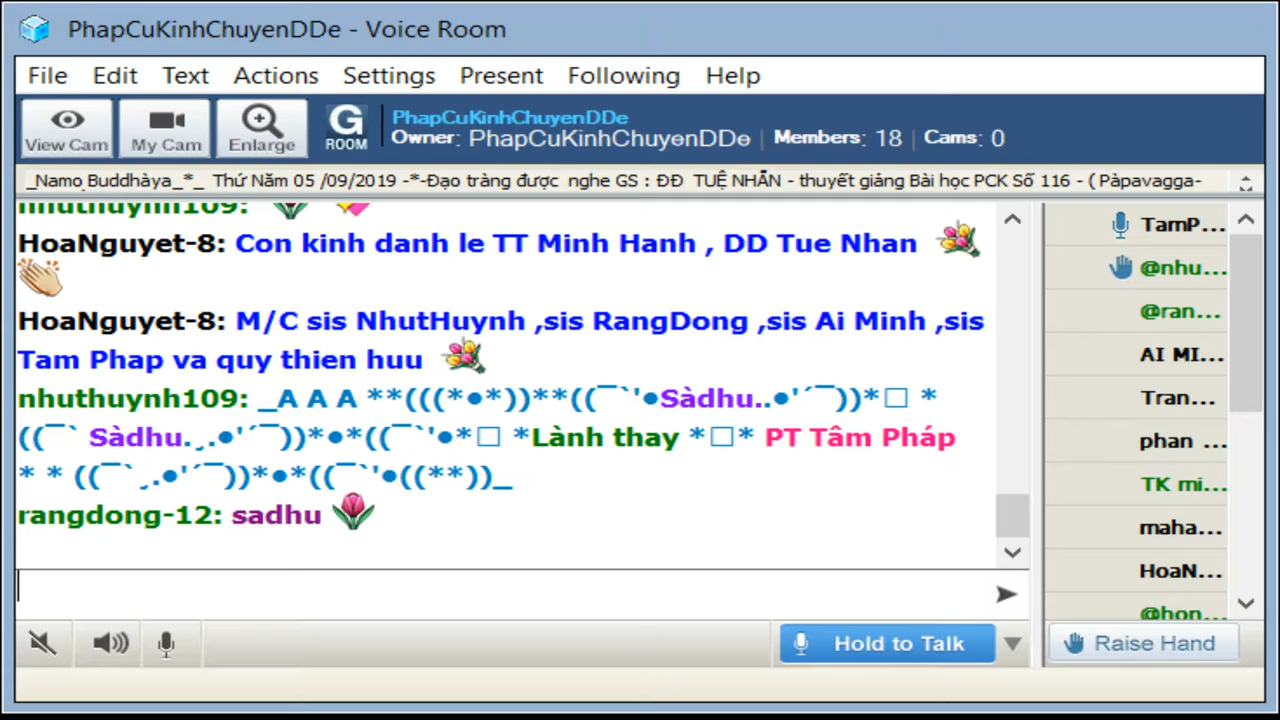 PhapCuKinhChuyenDDe - Voice Room
File Edit Text Actions Settings Present Following Help
View Cam My Cam Enlarge G ROOM
PhapCuKinhChuyenDDe
Owner: PhapCuKinhChuyɵnDDɵ | Members: 18 | Cams: 0
_Namo Buddhàya_*_ Thứ Năm 05 /09/2019 -*-Đạo tràng được nghe GS : ĐĐ TUỆ NHẪN - thuyết giảng Bài học PCK Số 116 - ( Pàpavagga-
nhuthuynh109:
HoaNguyet-8: Con kinh danh le TT Minh Hanh , DD Tue Nhan
HoaNguyet-8: M/C sis NhutHuynh ,sis RangDong ,sis Ai Minh ,sis
Tam Phap va quy thien huu
nhuthuynh109: _A A A **(((*●*))**((¯`'●Sàdhu..●'´¯))*□ *
((¯` Sàdhu.¸.●'´¯))*●*((¯`'●*□ *Lành thay *□* PT Tâm Pháp
* * ((¯`¸.●'´¯))*●*((¯`'●((**))_
rangdong-12: sadhu
TamP...
@nhu...
@ran...
AI MI...
Tran...
phan ...
TK mi...
maha...
HoaN...
@hon...
Hold to Talk
Raise Hand